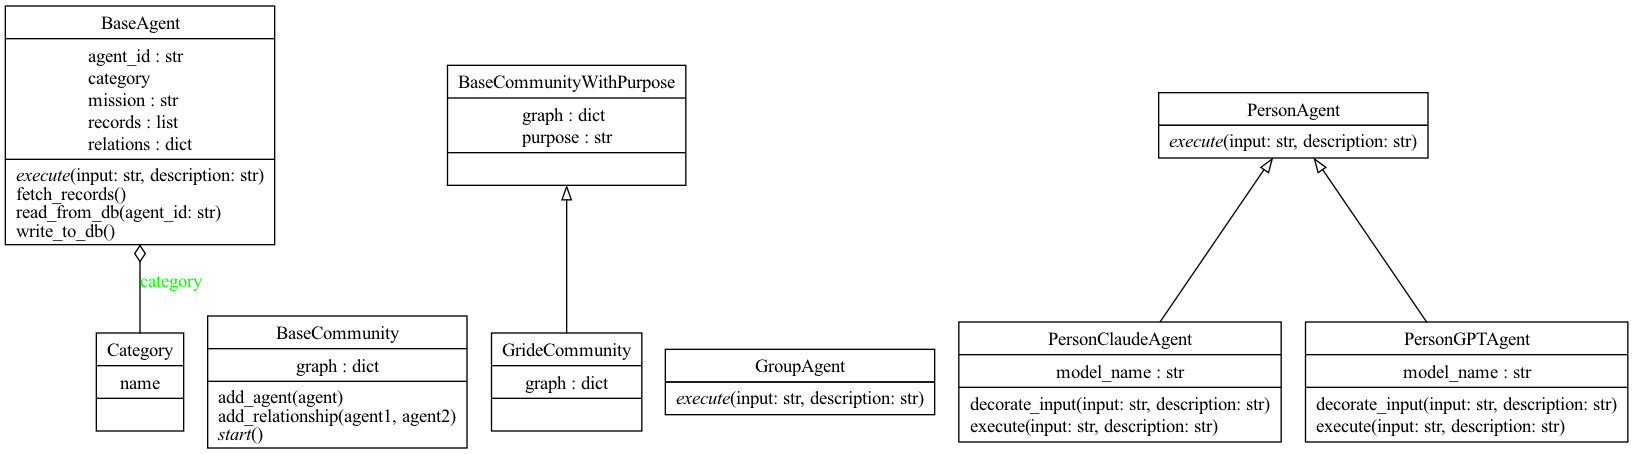 BaseAgent
agent_id : str
category
mission : str
records : list
relations : dict
execute(input: str, description: str)
fetch_records()
read_from_db(agent_id: str)
write_to_db()
category
Category
name
BaseCommunity
graph : dict
add_agent(agent)
add_relationship(agent1, agent2)
start()
BaseCommunityWithPurpose
graph : dict
purpose : str
GrideCommunity
graph : dict
GroupAgent
execute(input: str, description: str)
PersonAgent
execute(input: str, description: str)
PersonClaudeAgent
model_name : str
decorate_input(input: str, description: str)
execute(input: str, description: str)
PersonGPTAgent
model_name : str
decorate_input(input: str, description: str)
execute(input: str, description: str)